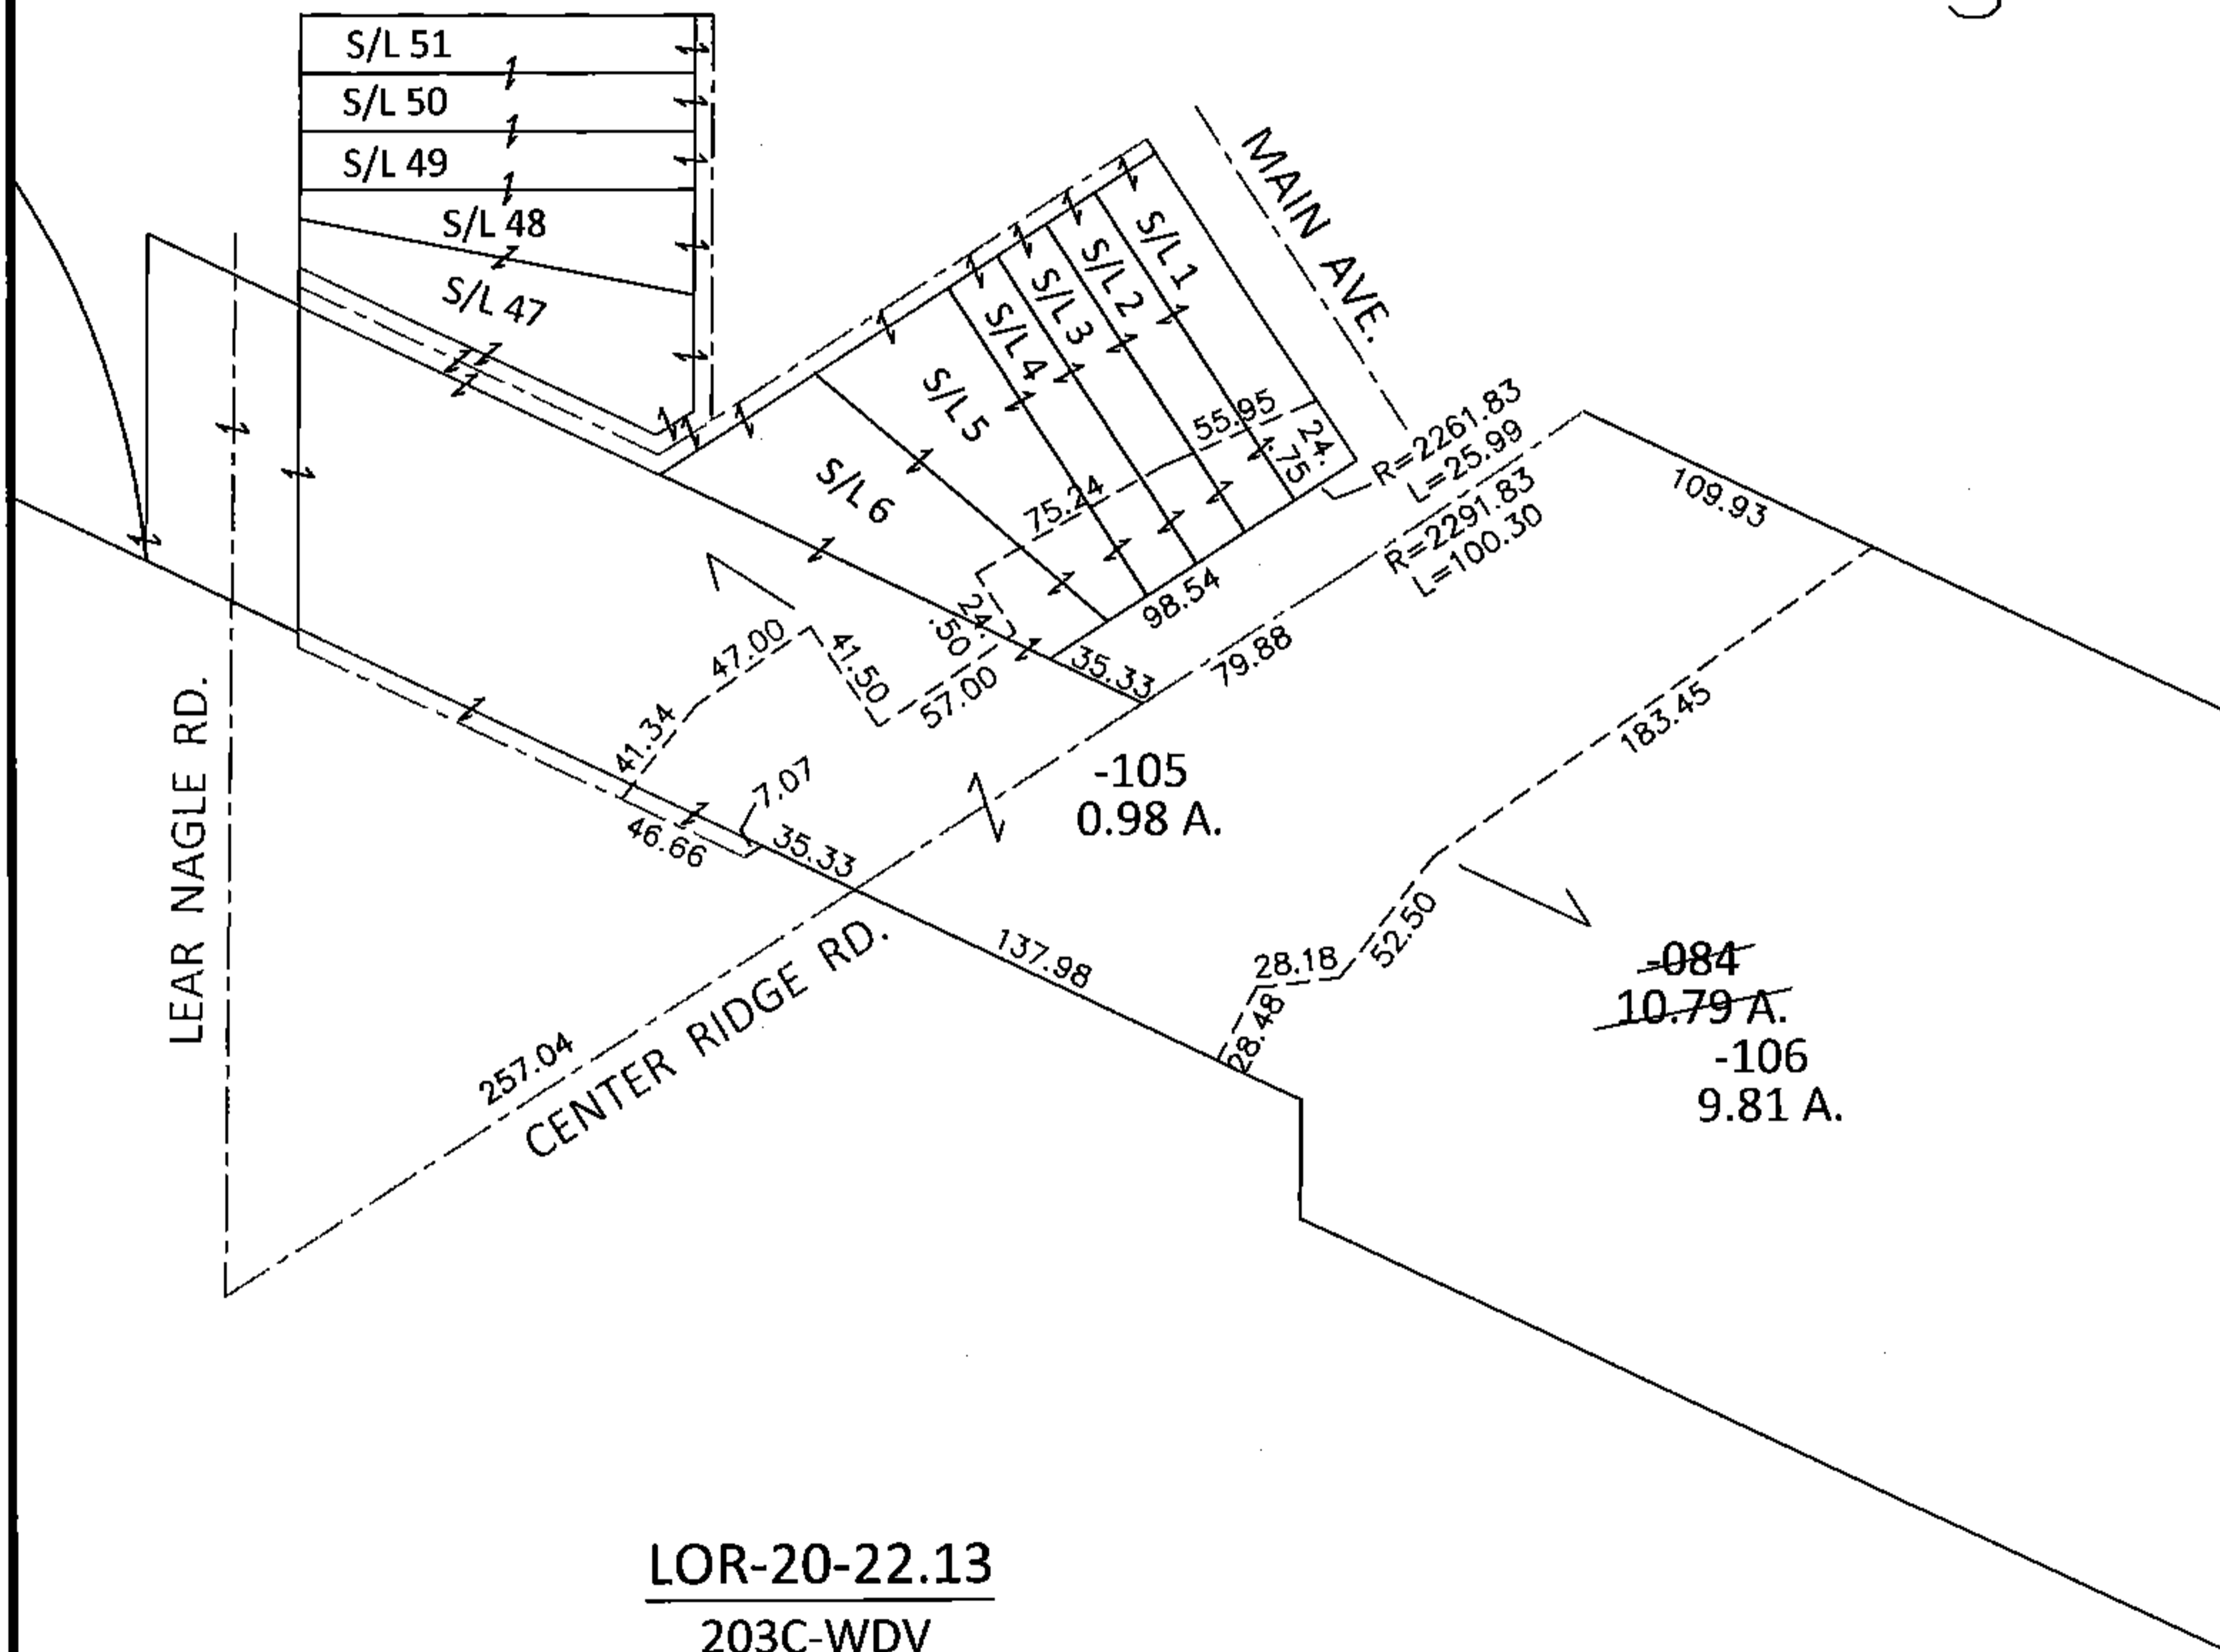 S/L 51
S/L 50
S/L 49
S/L 48
S/L 47
MAIN AVE.
S/L 1
S/L 2
S/L 3
S/L 4
S/L 5
S/L 6
55.95
24.
.75
R=2261.83
L=25.99
R=2291.83
L=100.30
109.93
75.24
24.
.50
98.54
79.88
35.33
47.00
41.50
57.00
41.34
7.07
46.66
35.33
183.45
-105
0.98 A.
LEAR NAGLE RD.
CENTER RIDGE RD.
257.04
137.98
28.18
52.50
28.48
-084
10.79 A.
-106
9.81 A.
LOR-20-22.13
203C-WDV